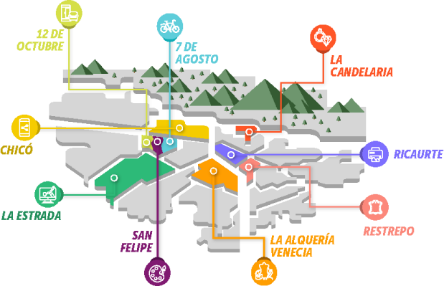 12 DE
OCTUBRE
7 DE
AGOSTO
LA
CANDELARIA
CHICÓ
RICAURTE
LA ESTRADA
SAN
FELIPE
LA ALQUERÍA
VENECIA
RESTREPO